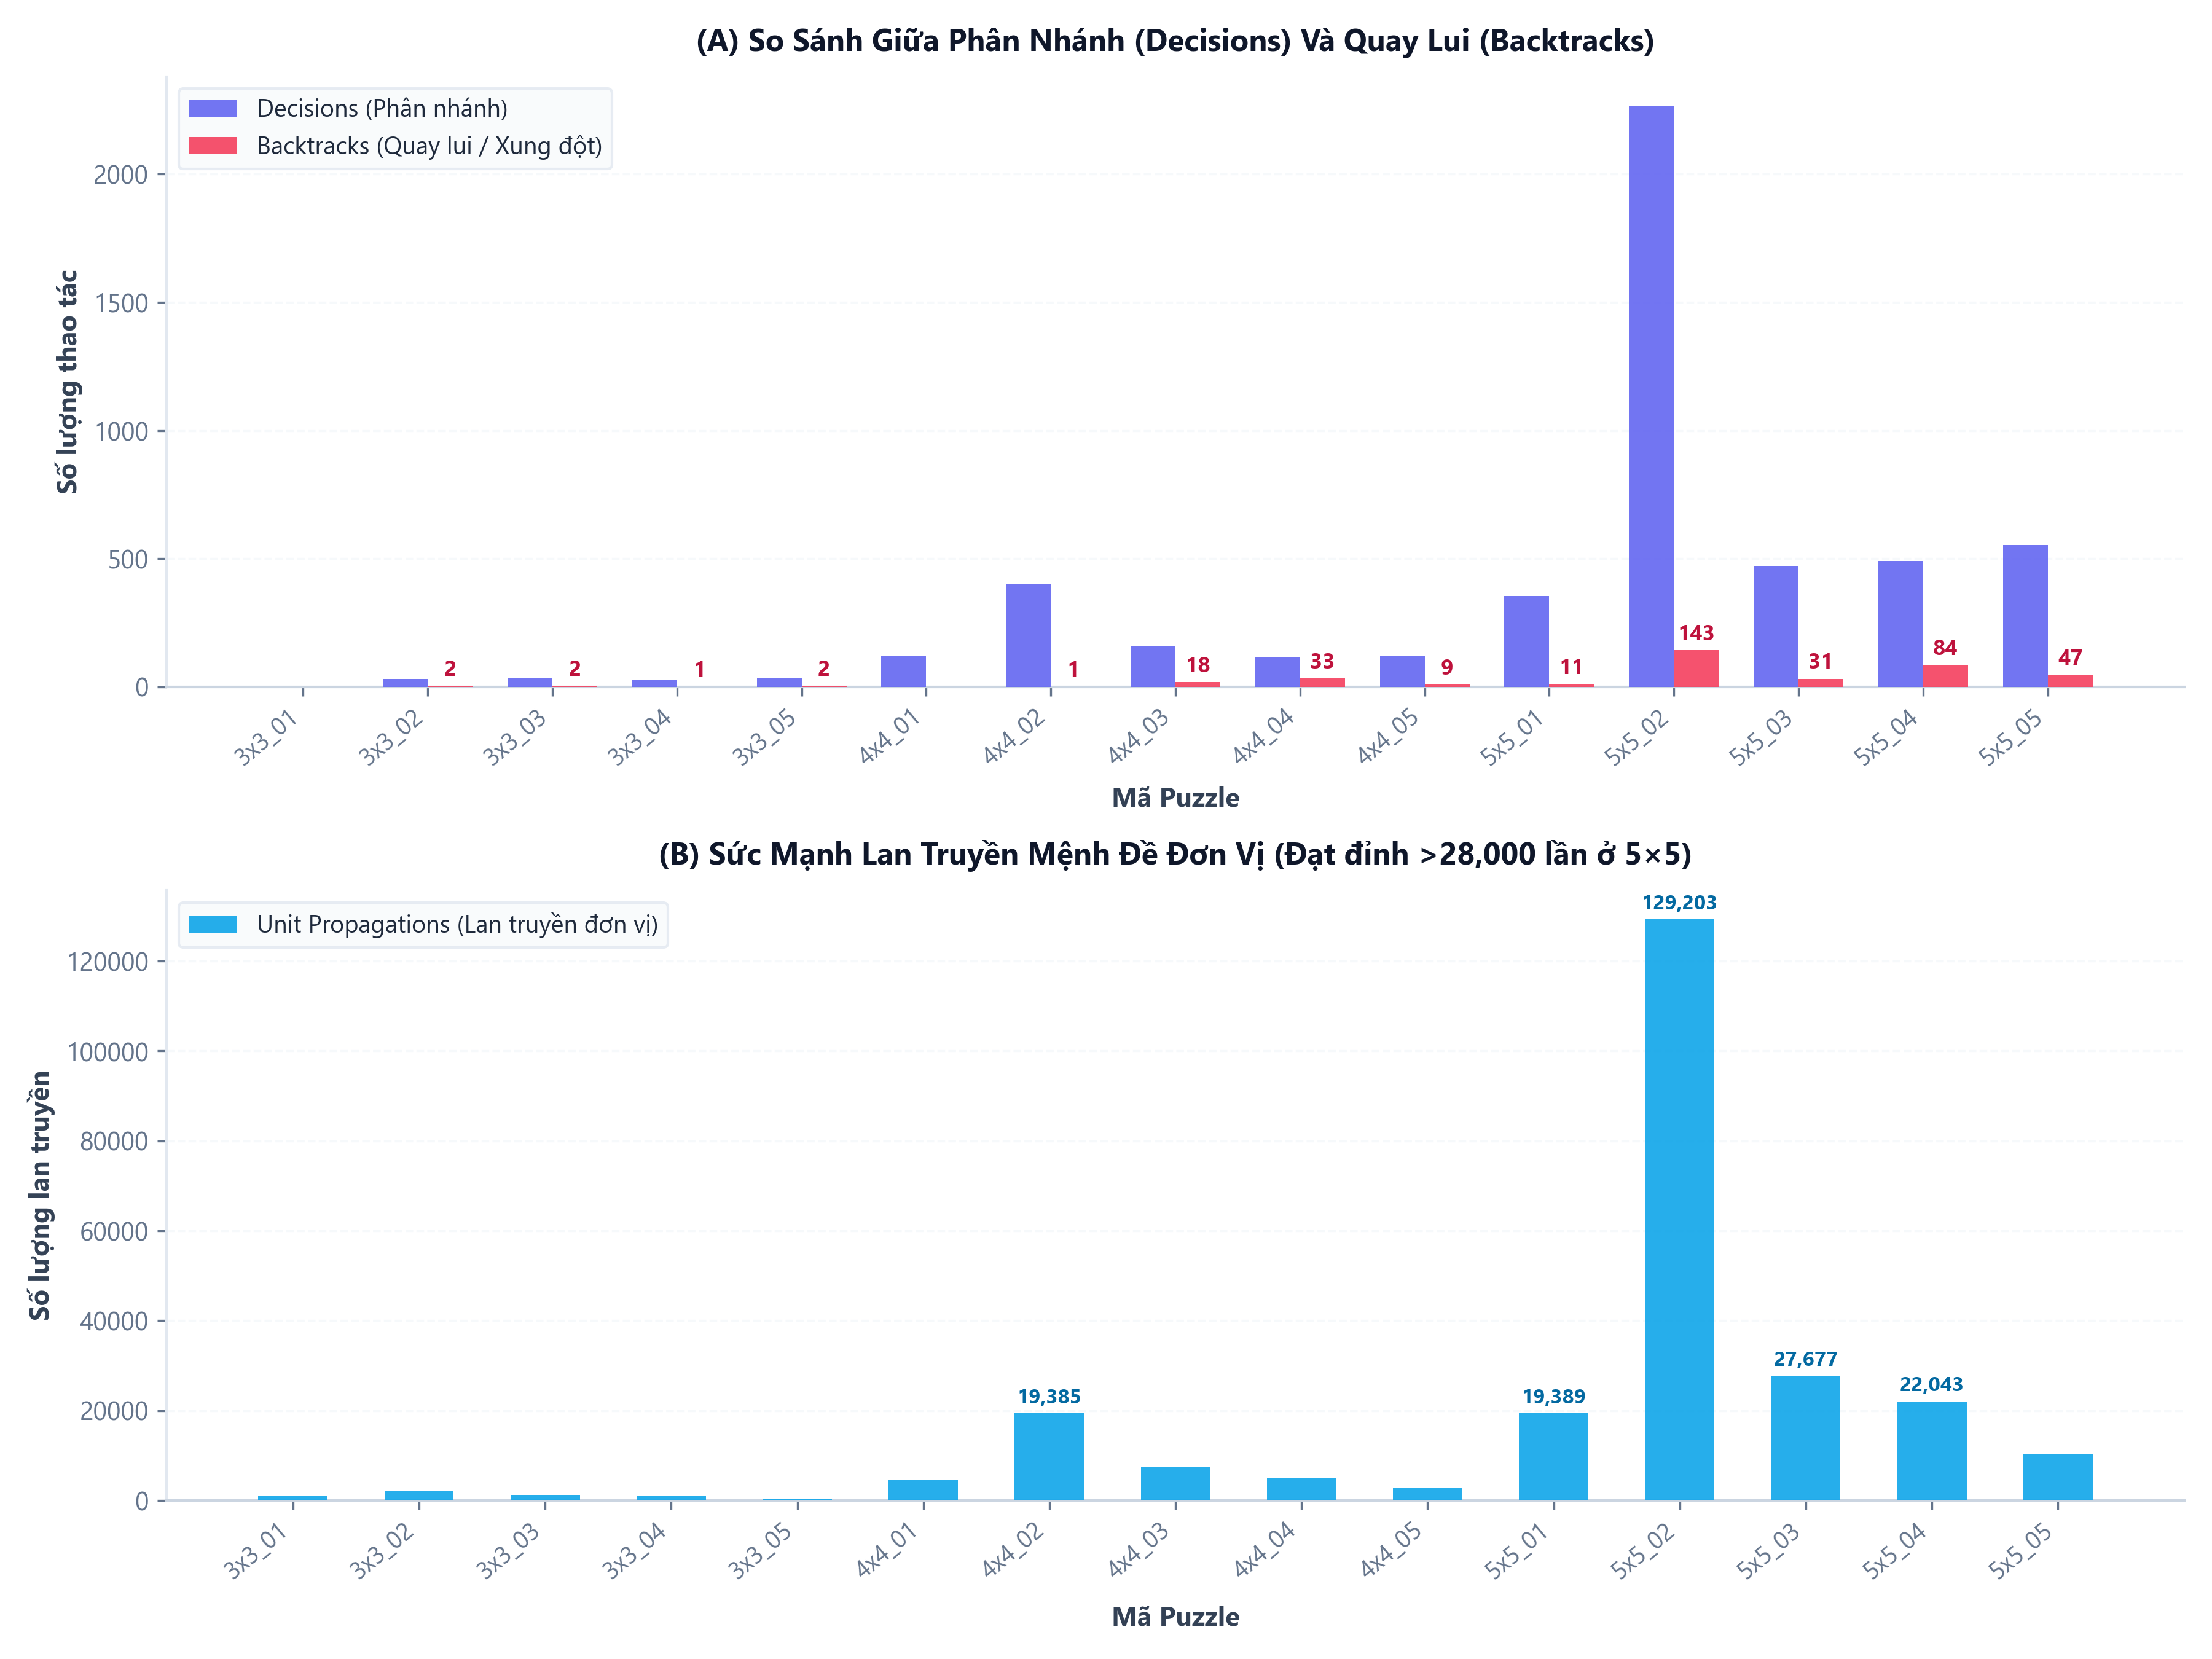 (A) So Sánh Giữa Phân Nhánh (Decisions) Và Quay Lui (Backtracks)
Decisions (Phân nhánh)
Backtracks (Quay lui / Xung đột)
Số lượng thao tác
2000
1500
1000
500
0
2
2
1
2
1
18
33
9
11
143
31
84
47
3x3_01
3x3_02
3x3_03
3x3_04
3x3_05
4x4_01
4x4_02
4x4_03
4x4_04
4x4_05
5x5_01
5x5_02
5x5_03
5x5_04
5x5_05
Mã Puzzle
(B) Sức Mạnh Lan Truyền Mệnh Đề Đơn Vị (Đạt đỉnh >28,000 lần ở 5×5)
Unit Propagations (Lan truyền đơn vị)
Số lượng lan truyền
120000
100000
80000
60000
40000
20000
0
19,385
19,389
129,203
27,677
22,043
3x3_01
3x3_02
3x3_03
3x3_04
3x3_05
4x4_01
4x4_02
4x4_03
4x4_04
4x4_05
5x5_01
5x5_02
5x5_03
5x5_04
5x5_05
Mã Puzzle